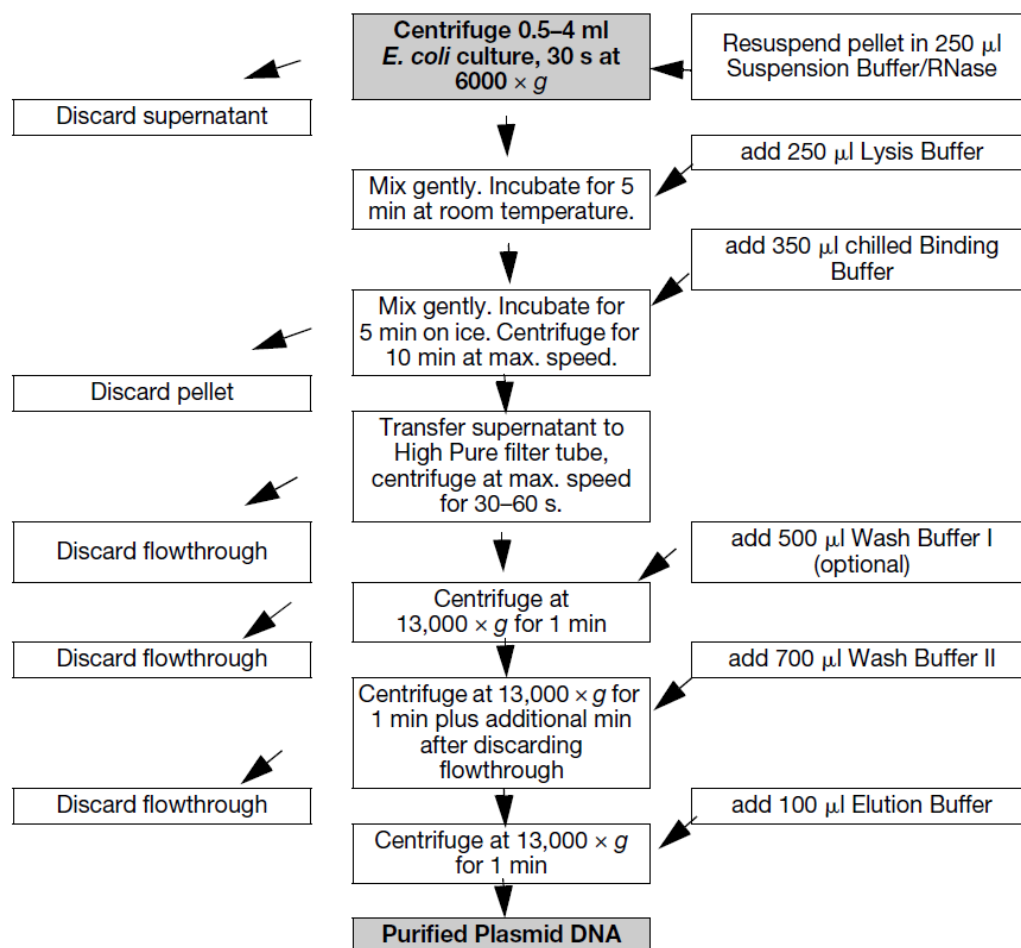 Centrifuge 0.5–4 ml
E. coli culture, 30 s at
6000 × g
Resuspend pellet in 250 µl
Suspension Buffer/RNase
Discard supernatant
add 250 µl Lysis Buffer
Mix gently. Incubate for 5
min at room temperature.
add 350 µl chilled Binding
Buffer
Mix gently. Incubate for
5 min on ice. Centrifuge for
10 min at max. speed.
Discard pellet
Transfer supernatant to
High Pure filter tube,
centrifuge at max. speed
for 30–60 s.
Discard flowthrough
add 500 µl Wash Buffer I
(optional)
Centrifuge at
13,000 × g for 1 min
Discard flowthrough
add 700 µl Wash Buffer II
Centrifuge at 13,000 × g for
1 min plus additional min
after discarding
flowthrough
Discard flowthrough
add 100 µl Elution Buffer
Centrifuge at 13,000 × g
for 1 min
Purified Plasmid DNA